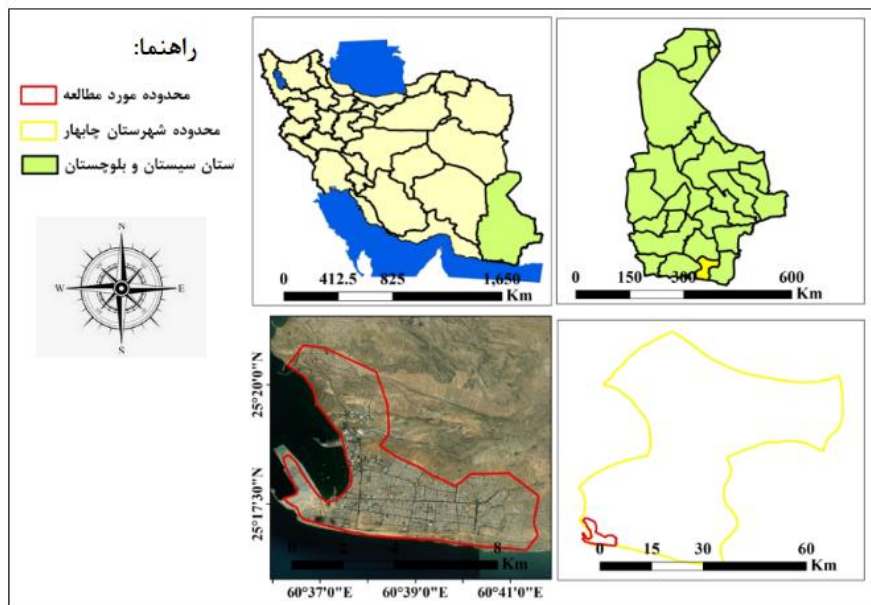 راهنما:
محدوده مورد مطالعه
محدوده شهرستان چابهار
استان سیستان و بلوچستان
N
W
E
S
0 412.5 825 1,650
Km
0 150 300 600
Km
25°20'0"N
25°17'30"N
0 2 4 8
Km
60°37'0"E 60°39'0"E 60°41'0"E
0 15 30 60
Km